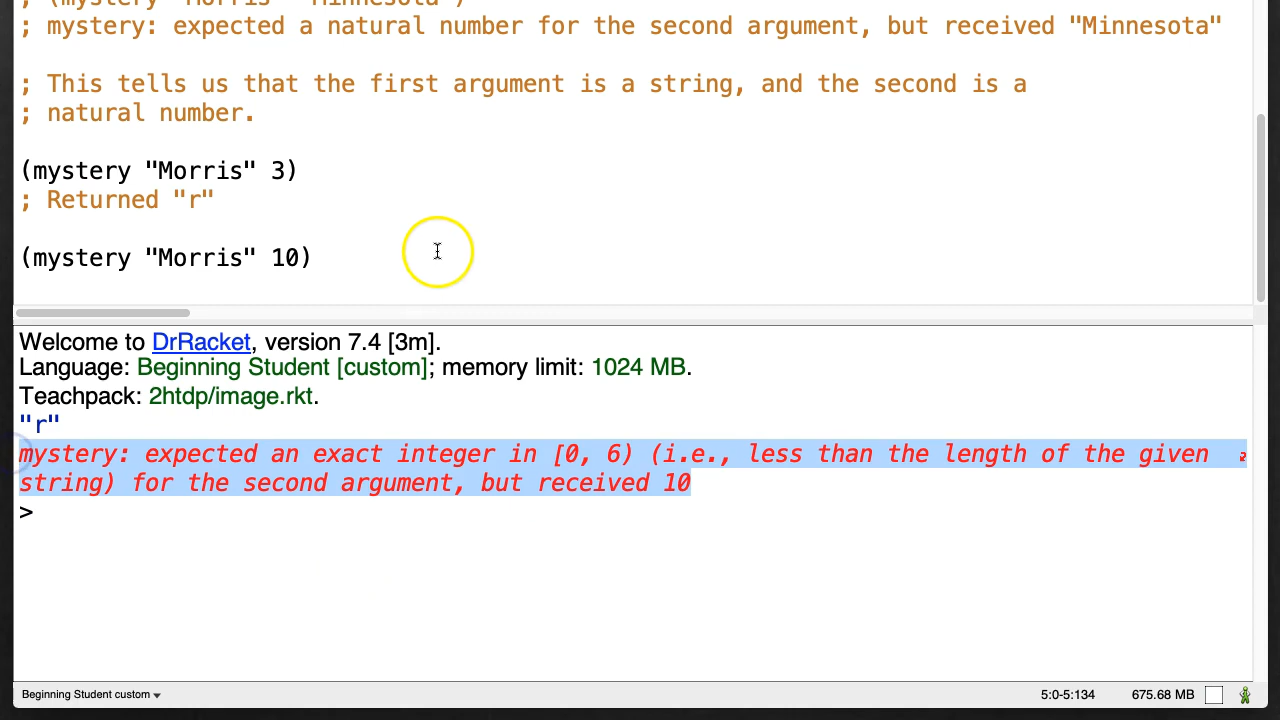 ; (mystery "Morris" "Minnesota")
; mystery: expected a natural number for the second argument, but received "Minnesota"
; This tells us that the first argument is a string, and the second is a
; natural number.
(mystery "Morris" 3)
; Returned "r"
(mystery "Morris" 10)
Welcome to DrRacket, version 7.4 [3m].
Language: Beginning Student [custom]; memory limit: 1024 MB.
Teachpack: 2htdp/image.rkt.
"r"
mystery: expected an exact integer in [0, 6) (i.e., less than the length of the given
string) for the second argument, but received 10
>
Beginning Student custom 5:0-5:134 675.68 MB